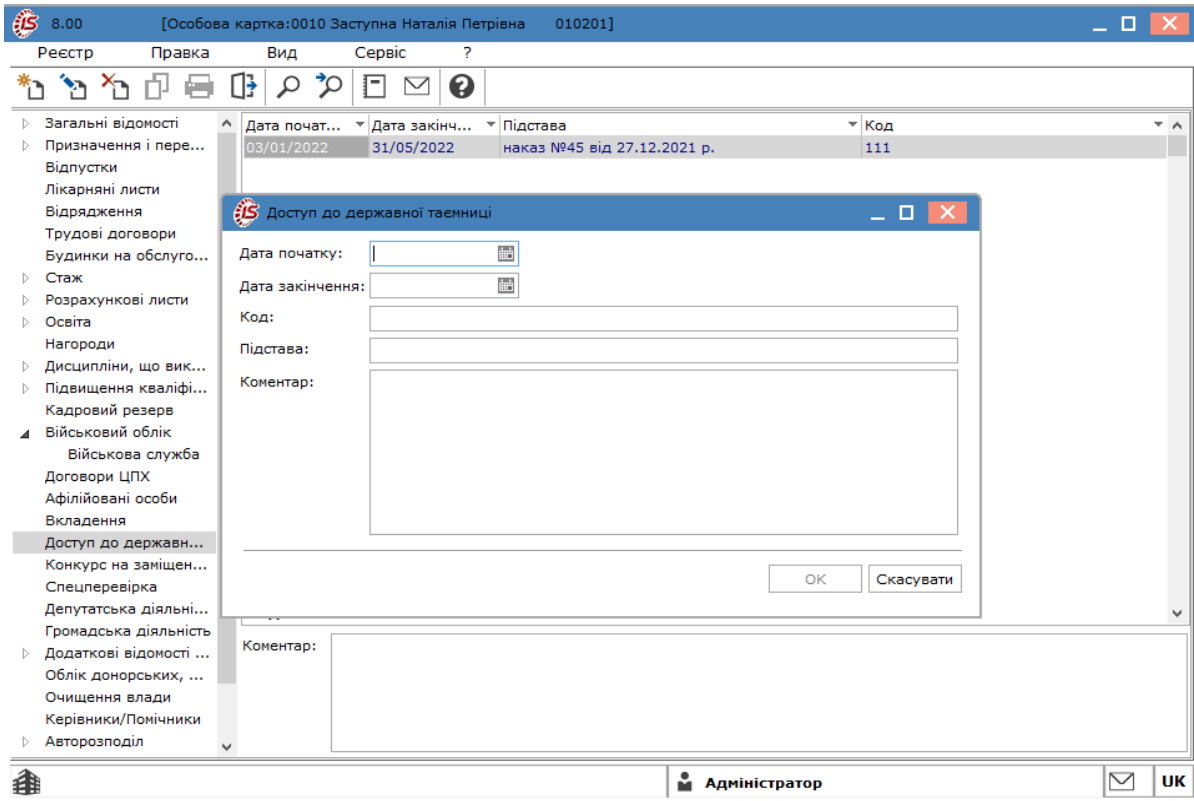 8.00 [Особова картка:0010 Заступна Наталія Петрівна 010201]
Реєстр Правка Вид Сервіс ?
Загальні відомості
Призначення і пере...
Відпустки
Лікарняні листи
Відрядження
Трудові договори
Будинки на обслуго...
Стаж
Розрахункові листи
Освіта
Нагороди
Дисципліни, що вик...
Підвищення кваліфі...
Кадровий резерв
Військовий облік
Військова служба
Договори ЦПХ
Афілійовані особи
Вкладення
Доступ до державн...
Конкурс на заміщен...
Спецперевірка
Депутатська діяльні...
Громадська діяльність
Додаткові відомості ...
Облік донорських, ...
Очищення влади
Керівники/Помічники
Авторозподіл
Дата почат... Дата закінч... Підстава Код
03/01/2022 31/05/2022 наказ №45 від 27.12.2021 р. 111
Доступ до державної таємниці
Дата початку:
Дата закінчення:
Код:
Підстава:
Коментар:
OK Скасувати
Коментар:
Адміністратор UK